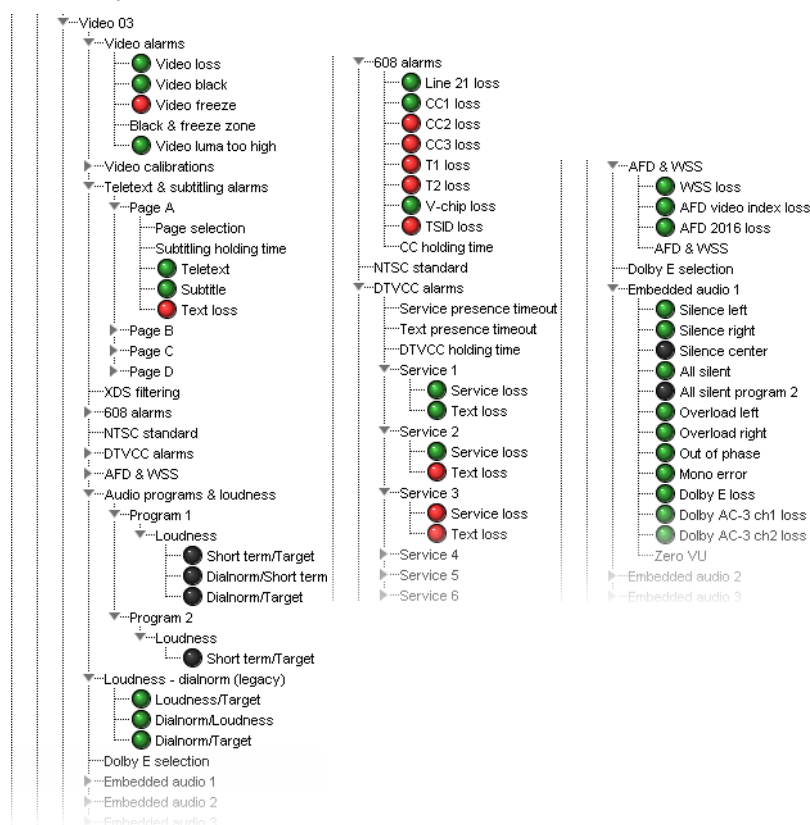 Video 03
Video alarms
Video loss
Video black
Video freeze
Black & freeze zone
Video luma too high
Video calibrations
Teletext & subtitling alarms
Page A
Page selection
Subtitling holding time
Teletext
Subtitle
Text loss
Page B
Page C
Page D
XDS filtering
608 alarms
NTSC standard
DTVCC alarms
AFD & WSS
Audio programs & loudness
Program 1
Loudness
Short term/Target
Dialnorm/Short term
Dialnorm/Target
Program 2
Loudness
Short term/Target
Loudness - dialnorm (legacy)
Loudness/Target
Dialnorm/Loudness
Dialnorm/Target
Dolby E selection
Embedded audio 1
Embedded audio 2
Embedded audio 3
608 alarms
Line 21 loss
CC1 loss
CC2 loss
CC3 loss
T1 loss
T2 loss
V-chip loss
TSID loss
CC holding time
NTSC standard
DTVCC alarms
Service presence timeout
Text presence timeout
DTVCC holding time
Service 1
Service loss
Text loss
Service 2
Service loss
Text loss
Service 3
Service loss
Text loss
Service 4
Service 5
Service 6
AFD & WSS
WSS loss
AFD video index loss
AFD 2016 loss
AFD & WSS
Dolby E selection
Embedded audio 1
Silence left
Silence right
Silence center
All silent
All silent program 2
Overload left
Overload right
Out of phase
Mono error
Dolby E loss
Dolby AC-3 ch1 loss
Dolby AC-3 ch2 loss
Zero VU
Embedded audio 2
Embedded audio 3